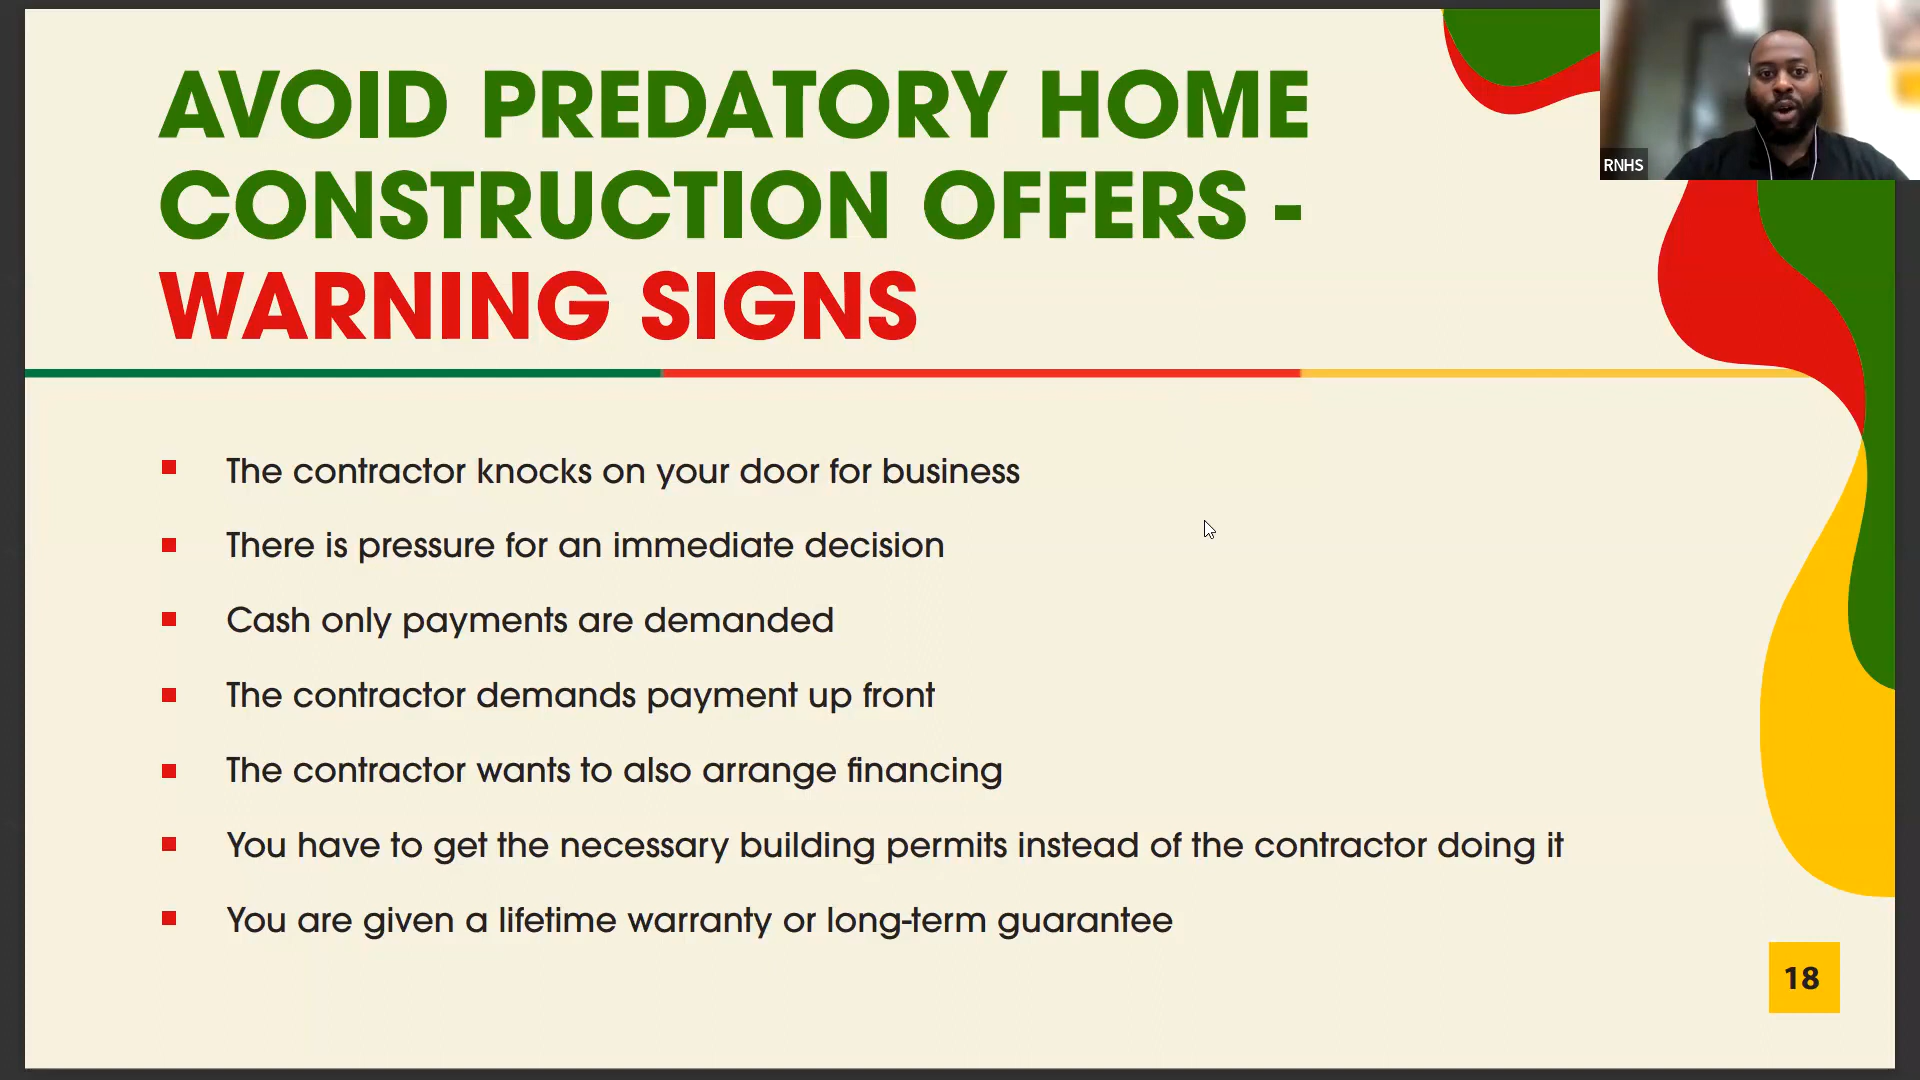 AVOID PREDATORY HOME
CONSTRUCTION OFFERS -
WARNING SIGNS
RNHS
The contractor knocks on your door for business
There is pressure for an immediate decision
Cash only payments are demanded
The contractor demands payment up front
The contractor wants to also arrange financing
You have to get the necessary building permits instead of the contractor doing it
You are given a lifetime warranty or long-term guarantee
18